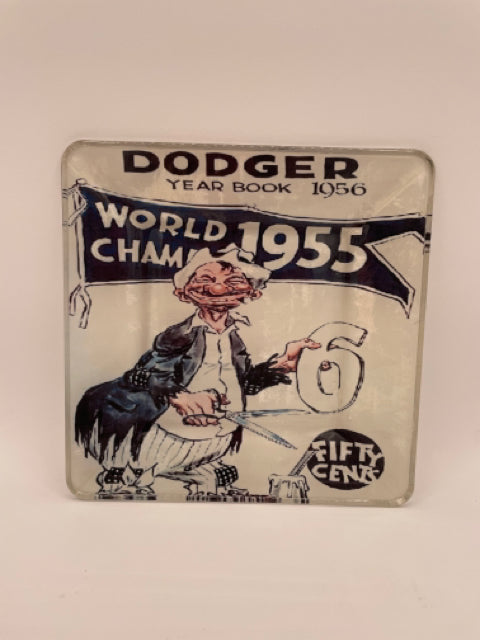 DODGER
YEAR BOOK 1956
WORLD
CHAM
1955
6
FIFTY
CENTS